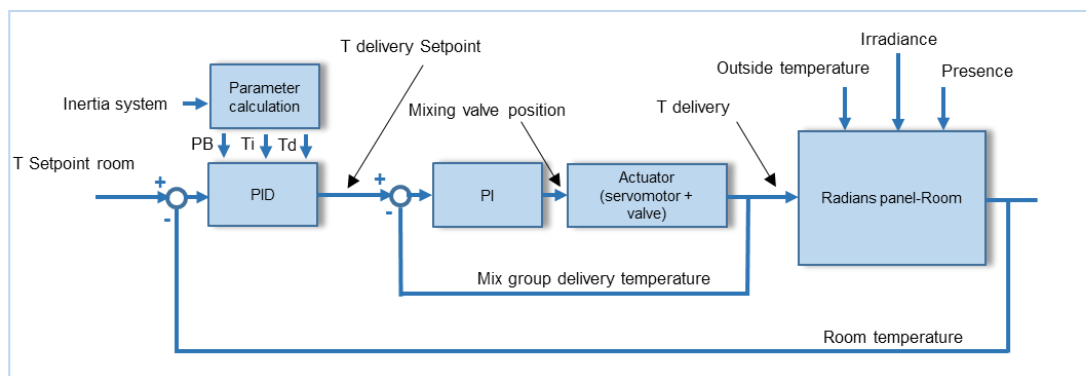 Irradiance
T delivery Setpoint
Outside temperature
Presence
Parameter
calculation
Inertia system
Mixing valve position
T delivery
PB
Ti
Td
T Setpoint room
+
-
PID
+
-
PI
Actuator
(servomotor +
valve)
Radians panel-Room
Mix group delivery temperature
Room temperature